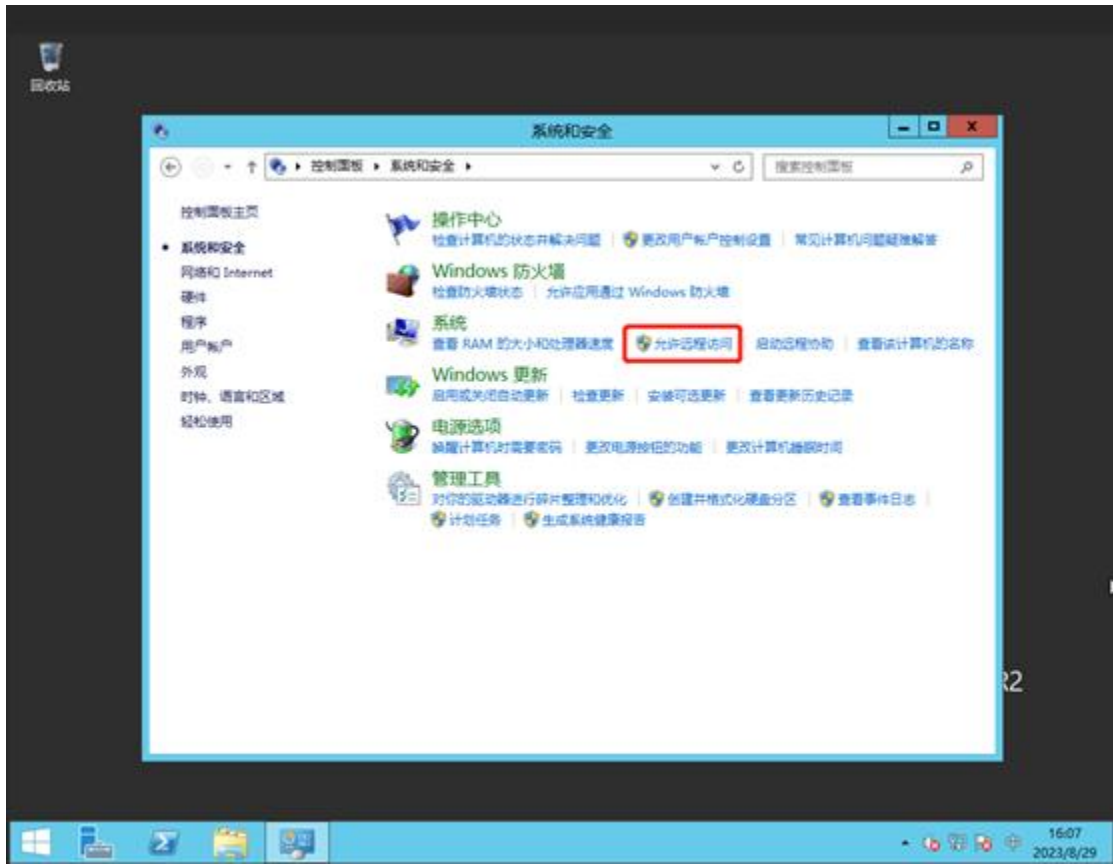 回收站
系统和安全
控制面板 ▸ 系统和安全 ▸
搜索控制面板
控制面板主页
系统和安全
网络和 Internet
硬件
程序
用户帐户
外观
时钟、语言和区域
轻松使用
操作中心
检查计算机的状态并解决问题 更改用户帐户控制设置 常见计算机问题疑难解答
Windows 防火墙
检查防火墙状态 允许应用通过 Windows 防火墙
系统
查看 RAM 的大小和处理器速度 允许远程访问 启动远程协助 查看该计算机的名称
Windows 更新
启用或关闭自动更新 检查更新 安装可选更新 查看更新历史记录
电源选项
唤醒计算机时需要密码 更改电源按钮的功能 更改计算机睡眠时间
管理工具
对你的驱动器进行碎片整理和优化 创建并格式化硬盘分区 查看事件日志
计划任务 生成系统健康报告
R2
中
16:07
2023/8/29